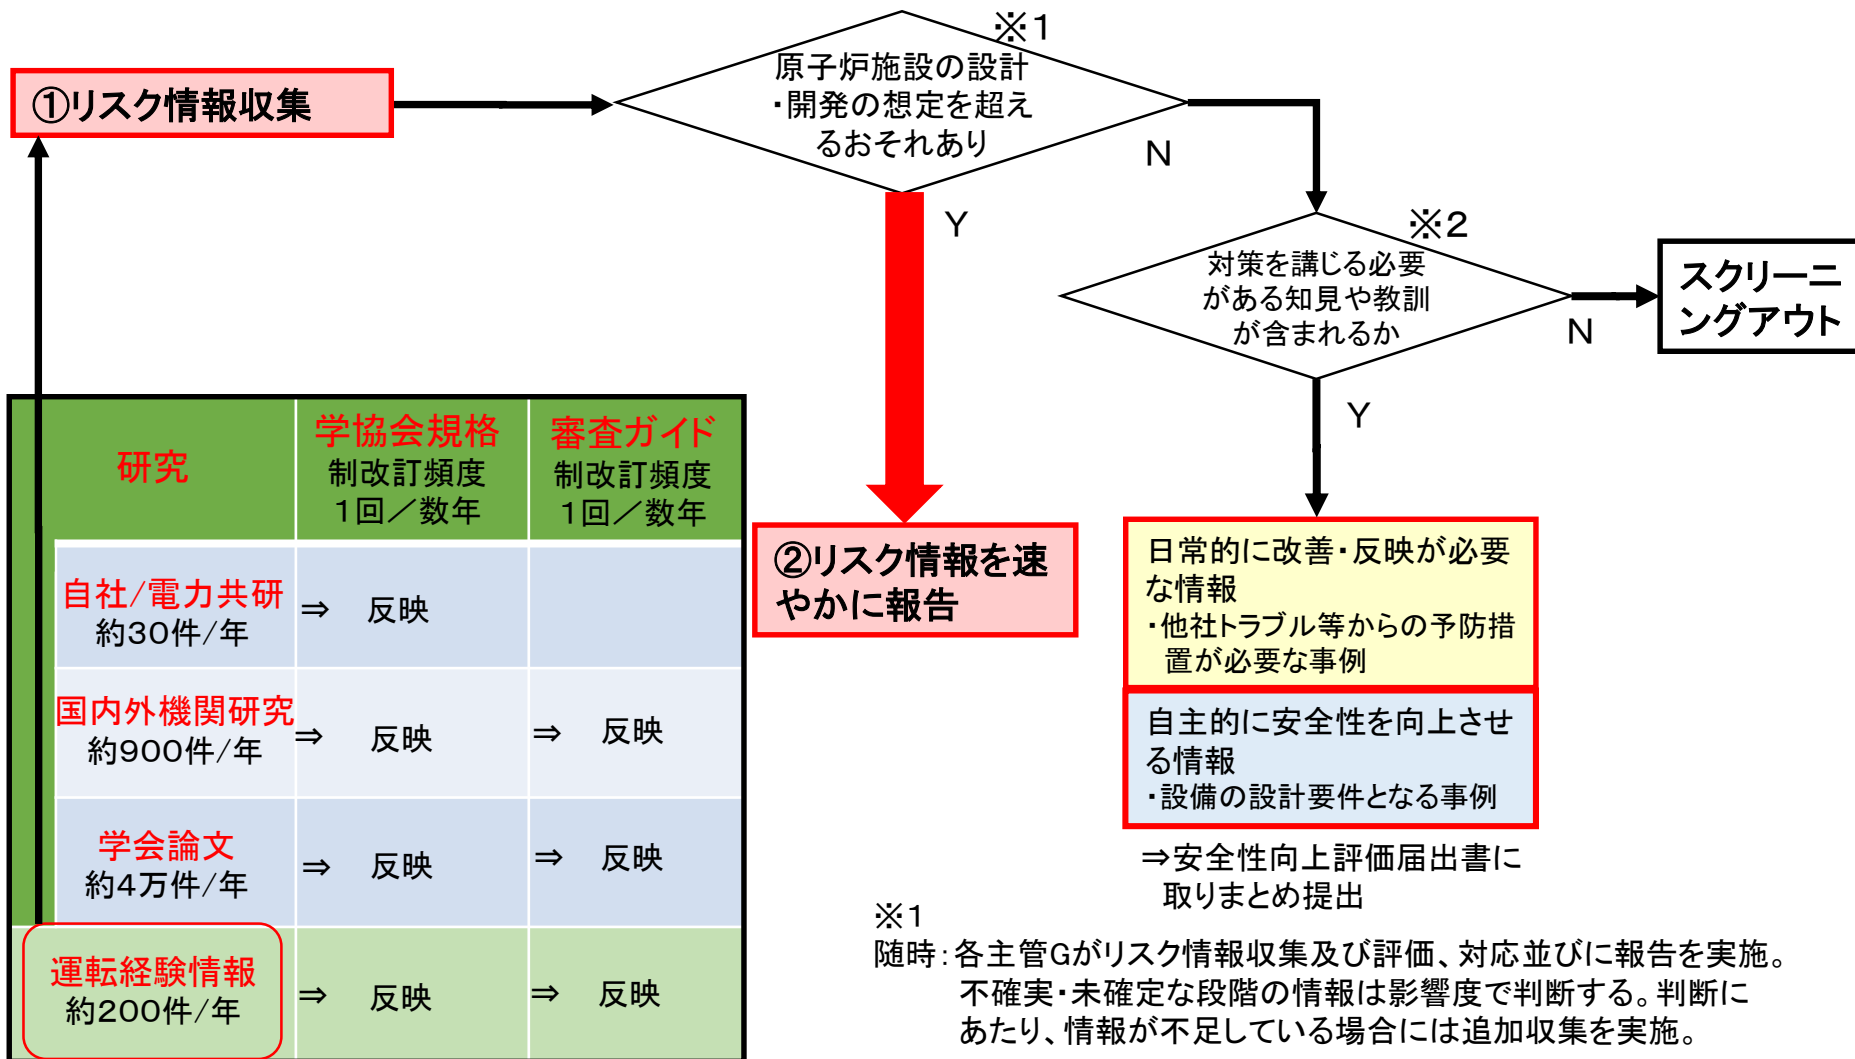 ①リスク情報収集
※1
原子炉施設の設計
・開発の想定を超え
るおそれあり
N
Y
※2
対策を講じる必要
がある知見や教訓
が含まれるか
N
Y
スクリーニ
ングアウト
②リスク情報を速
やかに報告
日常的に改善・反映が必要
な情報
・他社トラブル等からの予防措
置が必要な事例
自主的に安全性を向上させ
る情報
・設備の設計要件となる事例
⇒安全性向上評価届出書に
取りまとめ提出
研究
学協会規格
制改訂頻度
1回／数年
審査ガイド
制改訂頻度
1回／数年
自社/電力共研
約30件/年
⇒ 反映
国内外機関研究
約900件/年
⇒ 反映 ⇒ 反映
学会論文
約4万件/年
⇒ 反映 ⇒ 反映
運転経験情報
約200件/年
⇒ 反映 ⇒ 反映
※1
随時：各主管Gがリスク情報収集及び評価、対応並びに報告を実施。
不確実・未確定な段階の情報は影響度で判断する。判断に
あたり、情報が不足している場合には追加収集を実施。